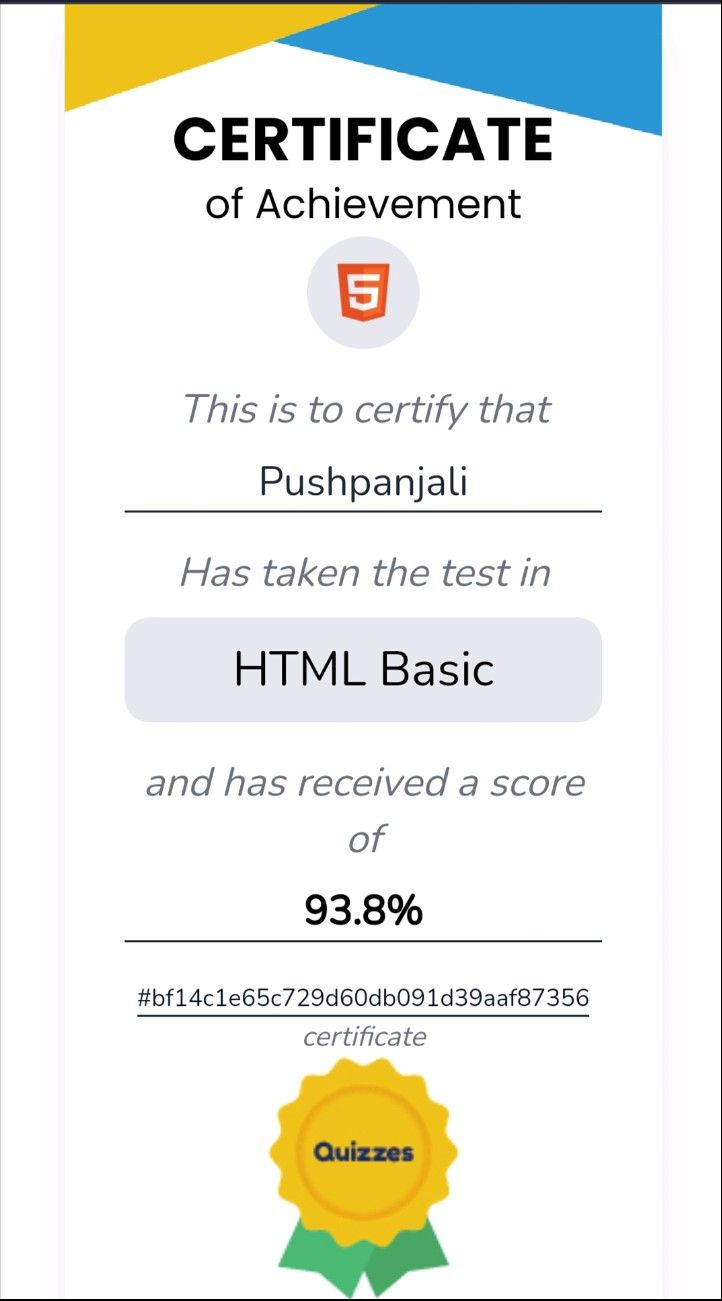 CERTIFICATE
of Achievement
5
This is to certify that
Pushpanjali
Has taken the test in
HTML Basic
and has received a score
of
93.8%
#bf14c1e65c729d60db091d39aaf87356
certificate
Quizzes